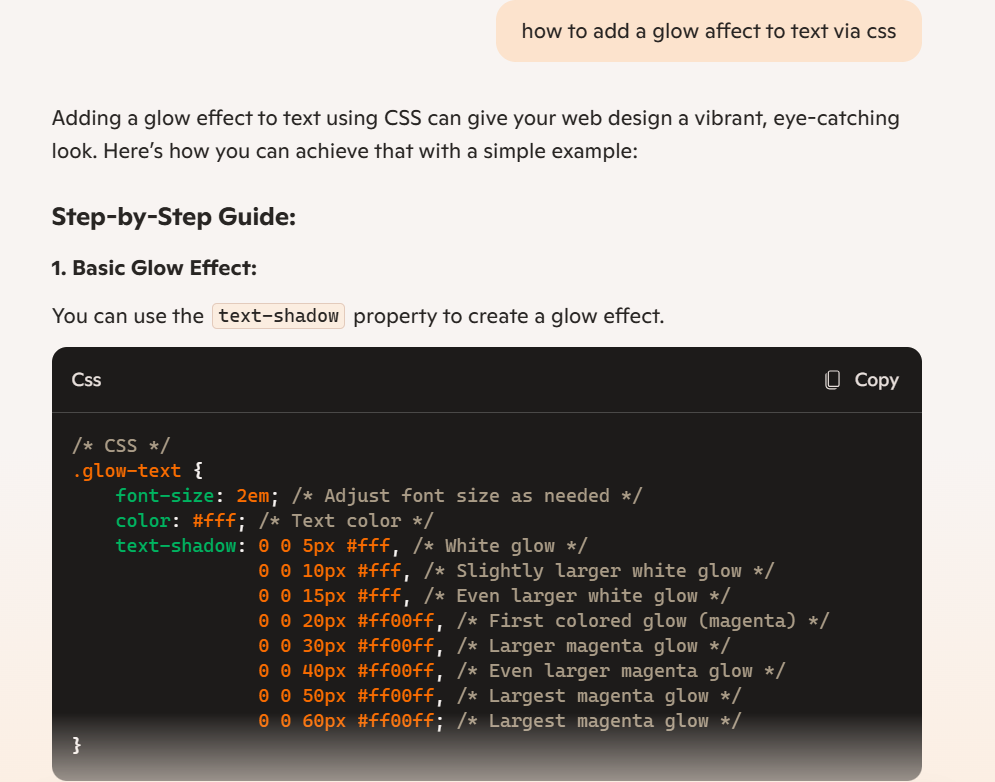 how to add a glow affect to text via css
Adding a glow effect to text using CSS can give your web design a vibrant, eye-catching
look. Here’s how you can achieve that with a simple example:
Step-by-Step Guide:
1. Basic Glow Effect:
You can use the text-shadow property to create a glow effect.
Css
Copy
/* CSS */
.glow-text {
    font-size: 2em; /* Adjust font size as needed */
    color: #fff; /* Text color */
    text-shadow: 0 0 5px #fff, /* White glow */
                 0 0 10px #fff, /* Slightly larger white glow */
                 0 0 15px #fff, /* Even larger white glow */
                 0 0 20px #ff00ff, /* First colored glow (magenta) */
                 0 0 30px #ff00ff, /* Larger magenta glow */
                 0 0 40px #ff00ff, /* Even larger magenta glow */
                 0 0 50px #ff00ff, /* Largest magenta glow */
                 0 0 60px #ff00ff; /* Largest magenta glow */
}